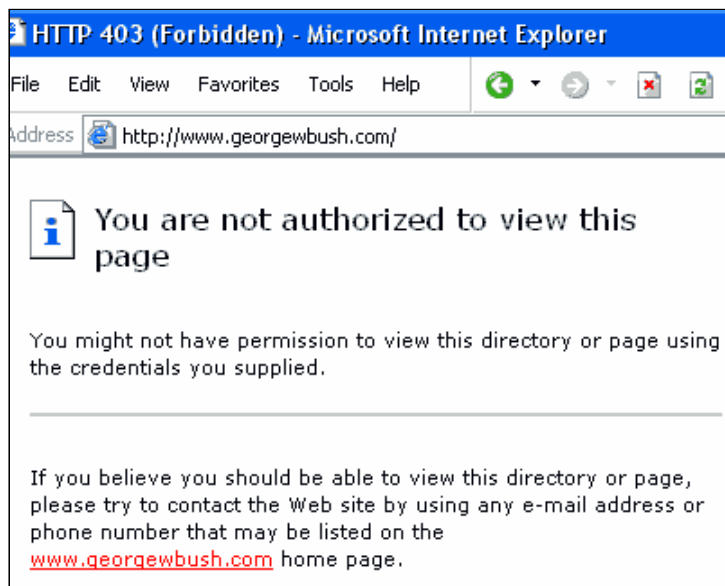 HTTP 403 (Forbidden) - Microsoft Internet Explorer
File Edit View Favorites Tools Help
Address http://www.georgewbush.com/
You are not authorized to view this
page
You might not have permission to view this directory or page using
the credentials you supplied.
If you believe you should be able to view this directory or page,
please try to contact the Web site by using any e-mail address or
phone number that may be listed on the
www.georgewbush.com home page.